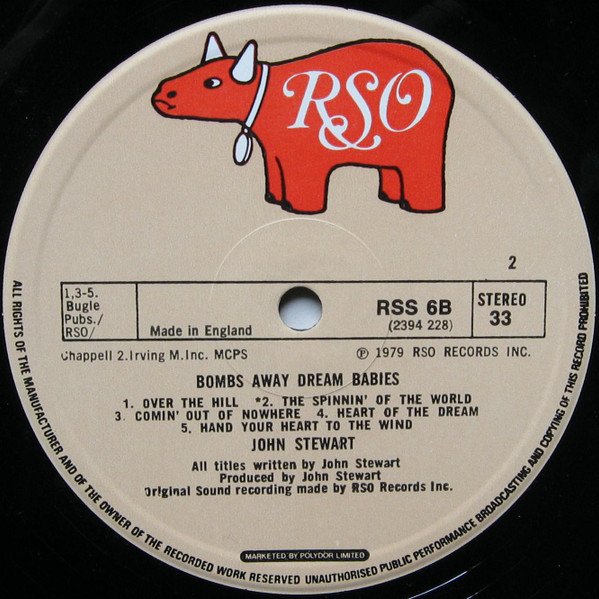 RSO
2
1,3-5.
Bugle
Pubs./
RSO/
Made in England
RSS 6B
(2394 228)
STEREO
33
Chappell 2.Irving M.Inc. MCPS
Ⓟ 1979 RSO RECORDS INC.
BOMBS AWAY DREAM BABIES
1. OVER THE HILL *2. THE SPINNIN' OF THE WORLD
3. COMIN' OUT OF NOWHERE 4. HEART OF THE DREAM
5. HAND YOUR HEART TO THE WIND
JOHN STEWART
All titles written by John Stewart
Produced by John Stewart
Original Sound recording made by RSO Records Inc.
MARKETED BY POLYDOR LIMITED
ALL RIGHTS OF THE MANUFACTURER AND OF THE OWNER OF THE RECORDED WORK RESERVED UNAUTHORISED PUBLIC PERFORMANCE BROADCASTING AND COPYING OF THIS RECORD PROHIBITED